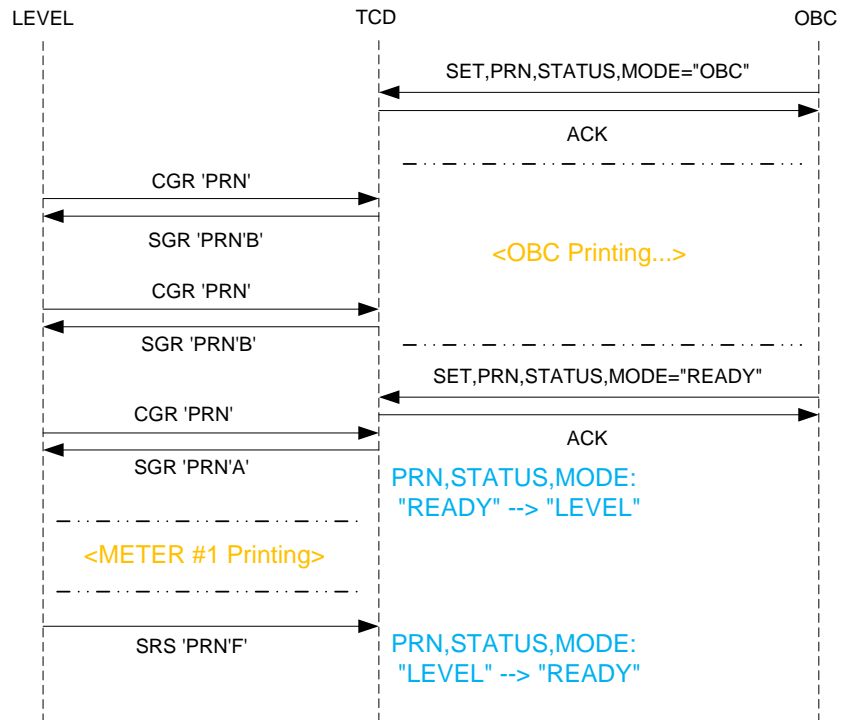 LEVEL TCD OBC
SET,PRN,STATUS,MODE="OBC"
ACK
CGR 'PRN'
SGR 'PRN'B'
<OBC Printing...>
CGR 'PRN'
SGR 'PRN'B'
SET,PRN,STATUS,MODE="READY"
CGR 'PRN'
ACK
SGR 'PRN'A'
PRN,STATUS,MODE:
"READY" --> "LEVEL"
<METER #1 Printing>
SRS 'PRN'F'
PRN,STATUS,MODE:
"LEVEL" --> "READY"